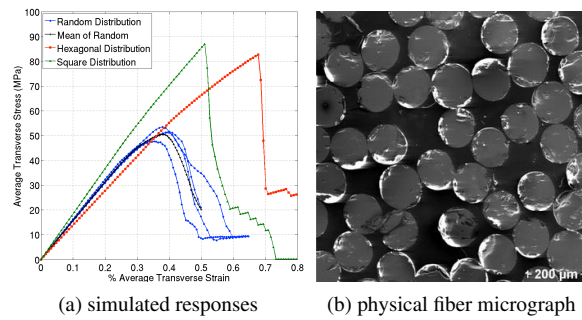 Random Distribution
Mean of Random
Hexagonal Distribution
Square Distribution
100
90
80
70
60
50
40
30
20
10
0
Average Transverse Stress (MPa)
0 0.1 0.2 0.3 0.4 0.5 0.6 0.7 0.8
% Average Transverse Strain
200 μm
(a) simulated responses
(b) physical fiber micrograph